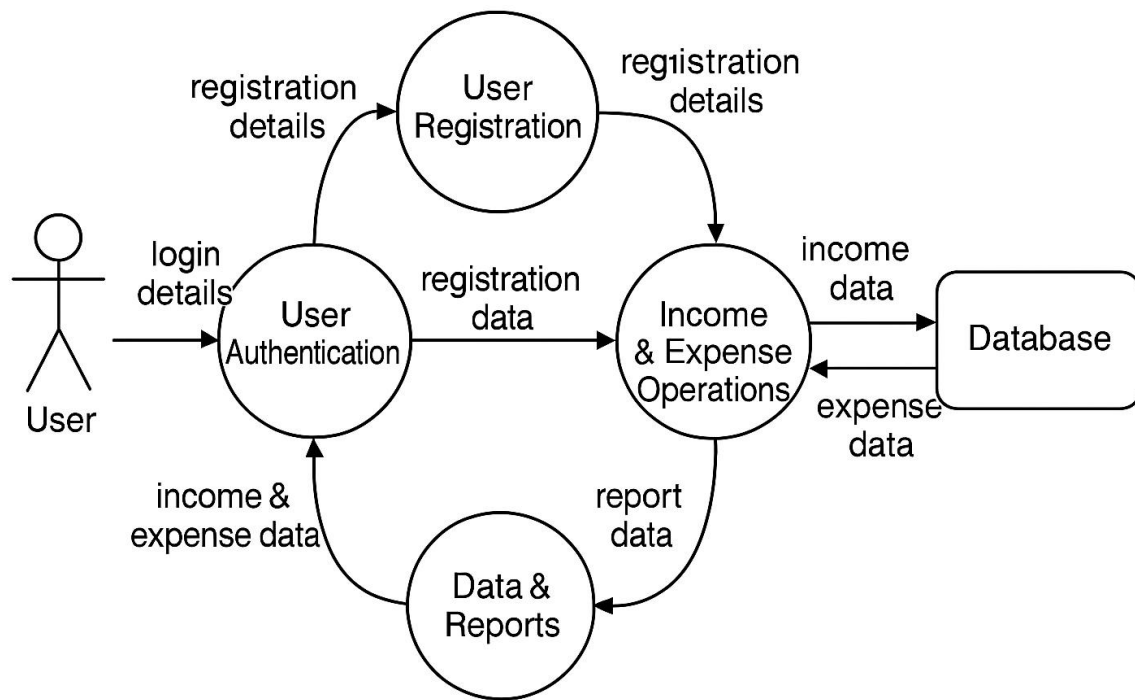 registration
details
User
Registration
reg1istration
details
login
details
User
Authentication
registration
data
Income
& Expense
Operations
income
data
Database
expense
data
User
income &
expense data
report
data
Data &
Reports